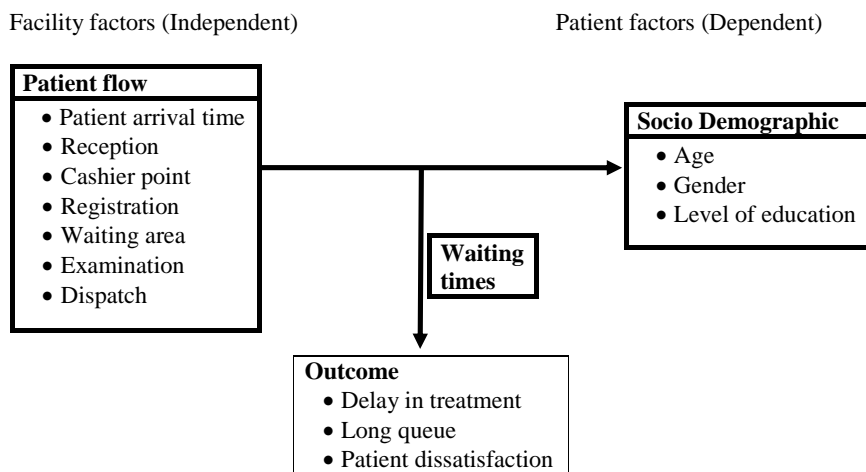 Facility factors (Independent)
Patient factors (Dependent)
Patient flow
• Patient arrival time
• Reception
• Cashier point
• Registration
• Waiting area
• Examination
• Dispatch
Socio Demographic
• Age
• Gender
• Level of education
Waiting
times
Outcome
• Delay in treatment
• Long queue
• Patient dissatisfaction